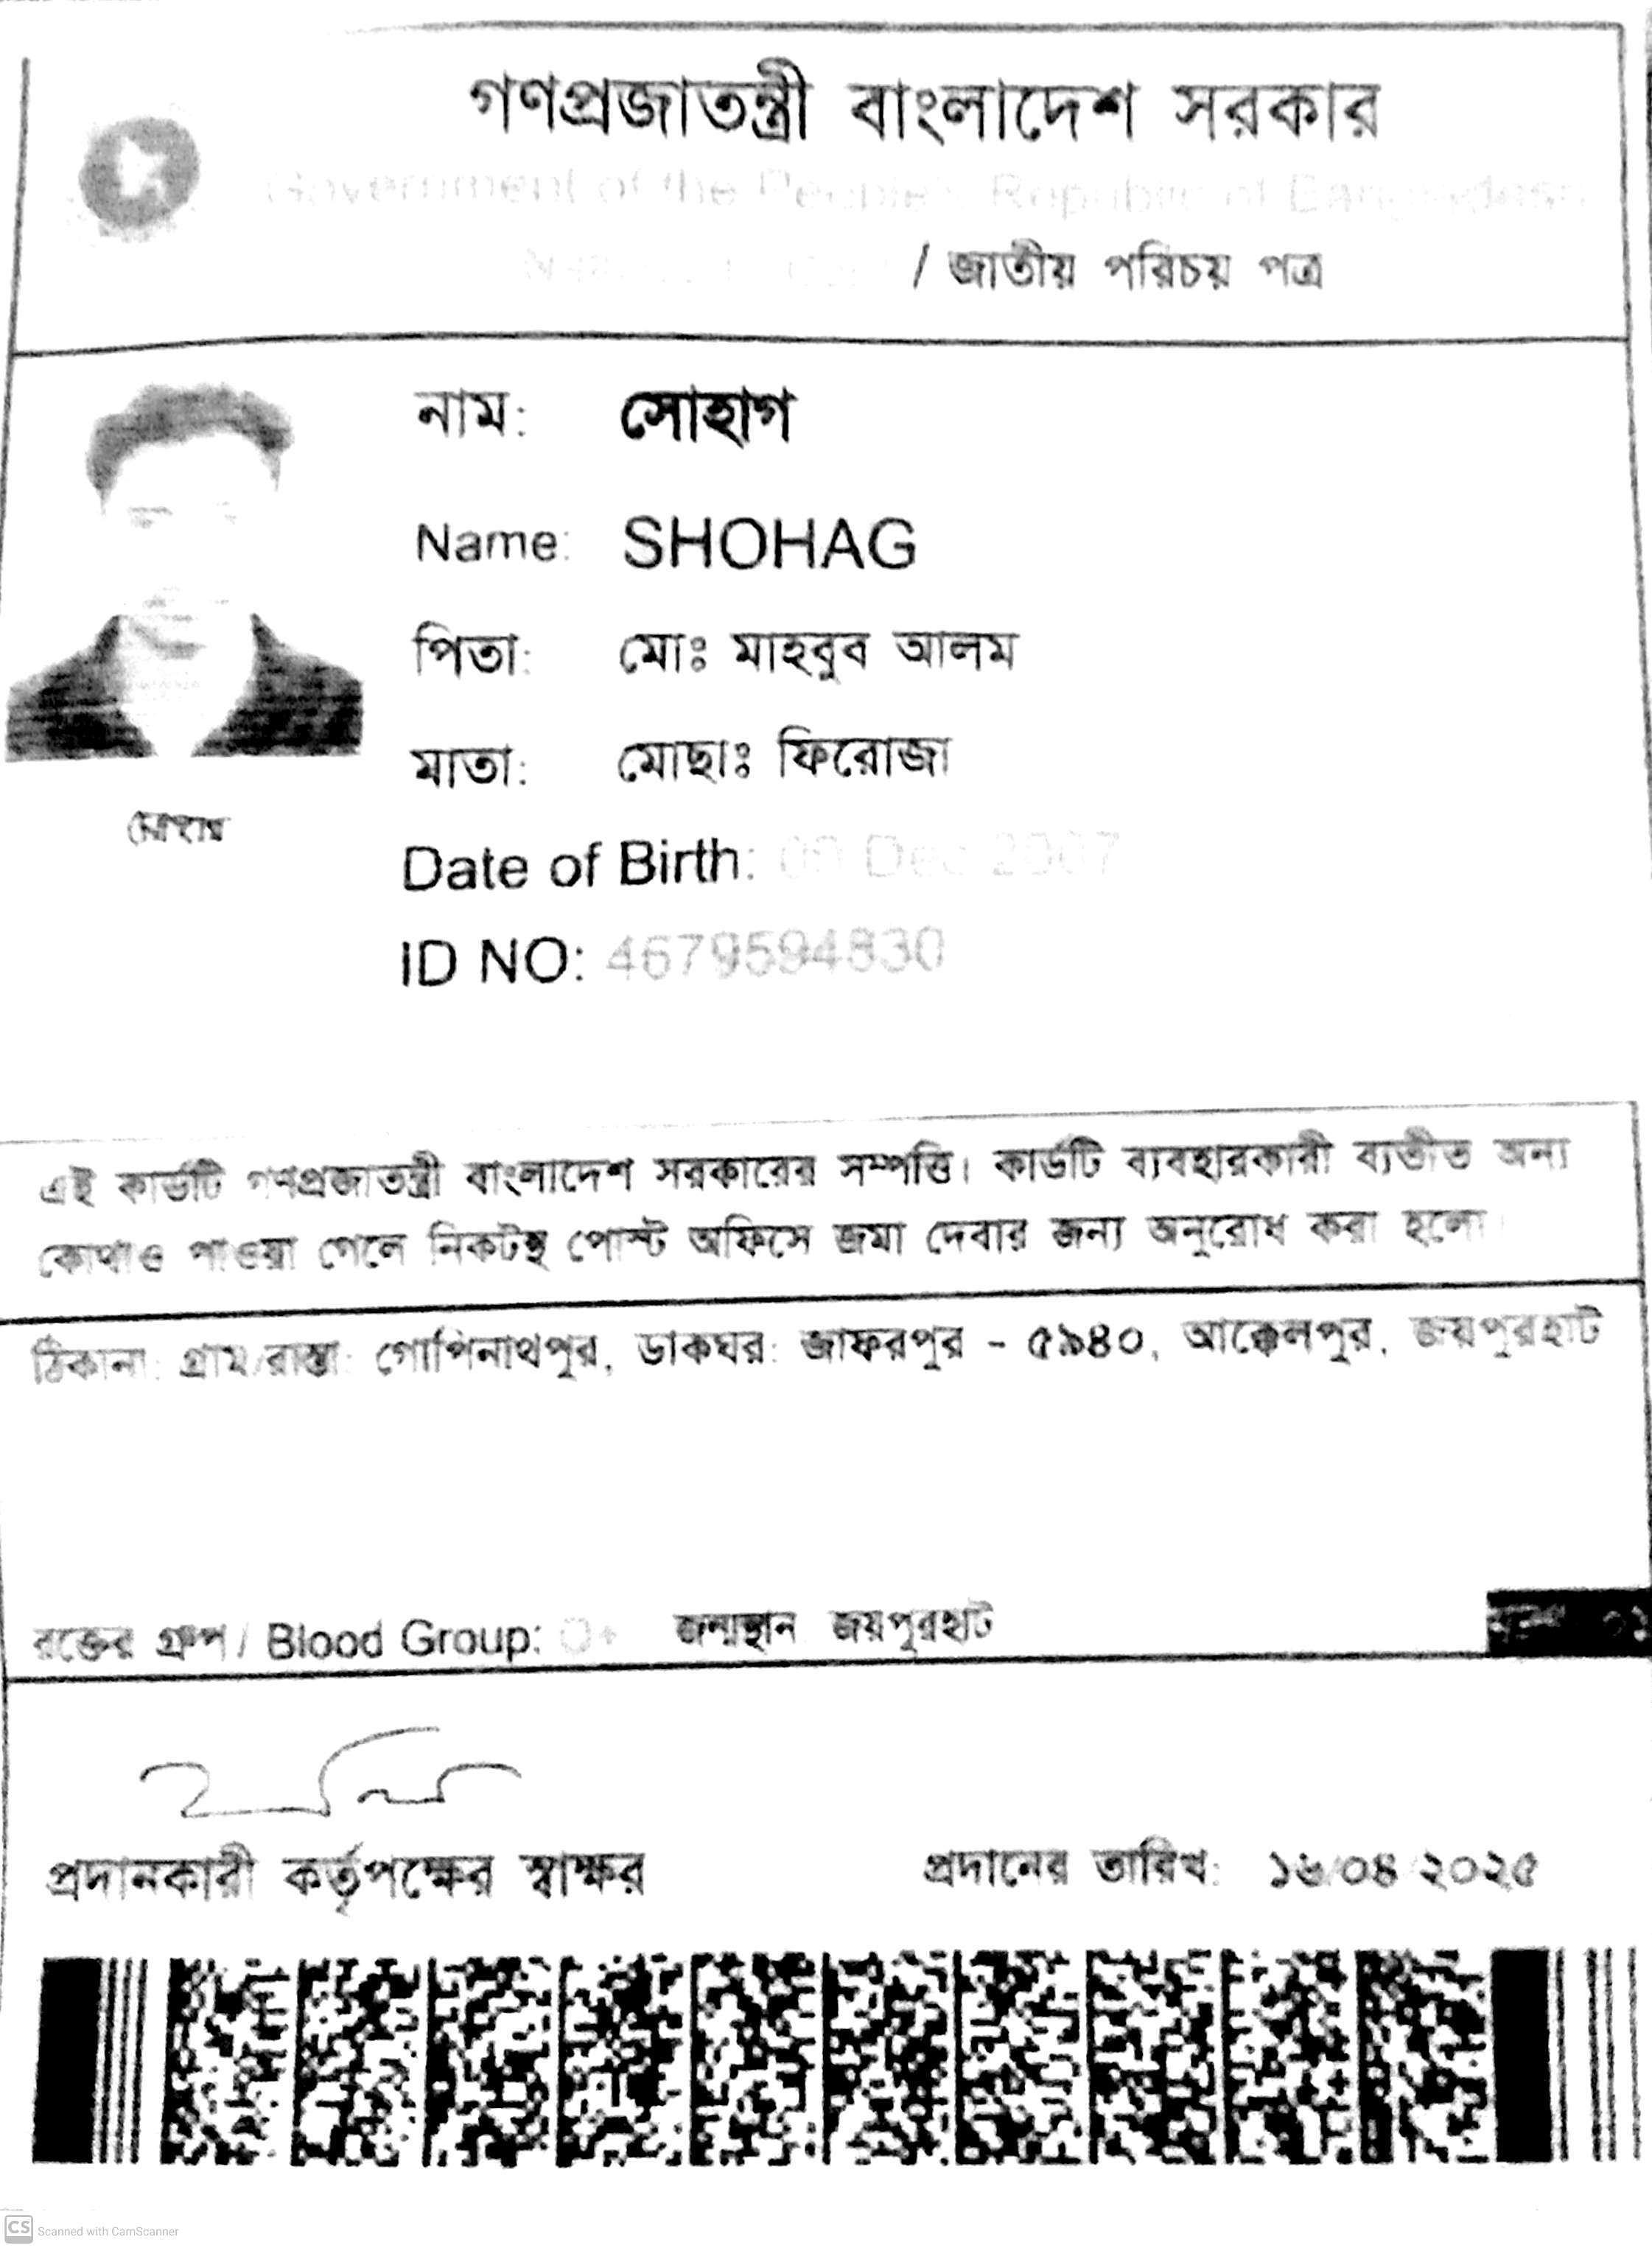 গণপ্রজাতন্ত্রী বাংলাদেশ সরকার
Government of the People's Republic of Bangladesh
/ জাতীয় পরিচয় পত্র
নাম: সোহাগ
Name: SHOHAG
পিতা: মোঃ মাহবুব আলম
মাতা: মোছাঃ ফিরোজা
সোহাগ
Date of Birth: Dec 2007
ID NO: 4679594830
এই কার্ডটি গণপ্রজাতন্ত্রী বাংলাদেশ সরকারের সম্পত্তি। কার্ডটি ব্যবহারকারী ব্যতীত অন্য
কোথাও পাওয়া গেলে নিকটস্থ পোস্ট অফিসে জমা দেবার জন্য অনুরোধ করা হলো।
ঠিকানা: গ্রাম/রাস্তা: গোপিনাথপুর, ডাকঘর: জাফরপুর - ৫৯৪০, আক্কেলপুর, জয়পুরহাট
রক্তের গ্রুপ / Blood Group: O+ জন্মস্থান জয়পুরহাট
প্রদানকারী কর্তৃপক্ষের স্বাক্ষর প্রদানের তারিখ: ১৬/০৪/২০২৫
CS Scanned with CamScanner